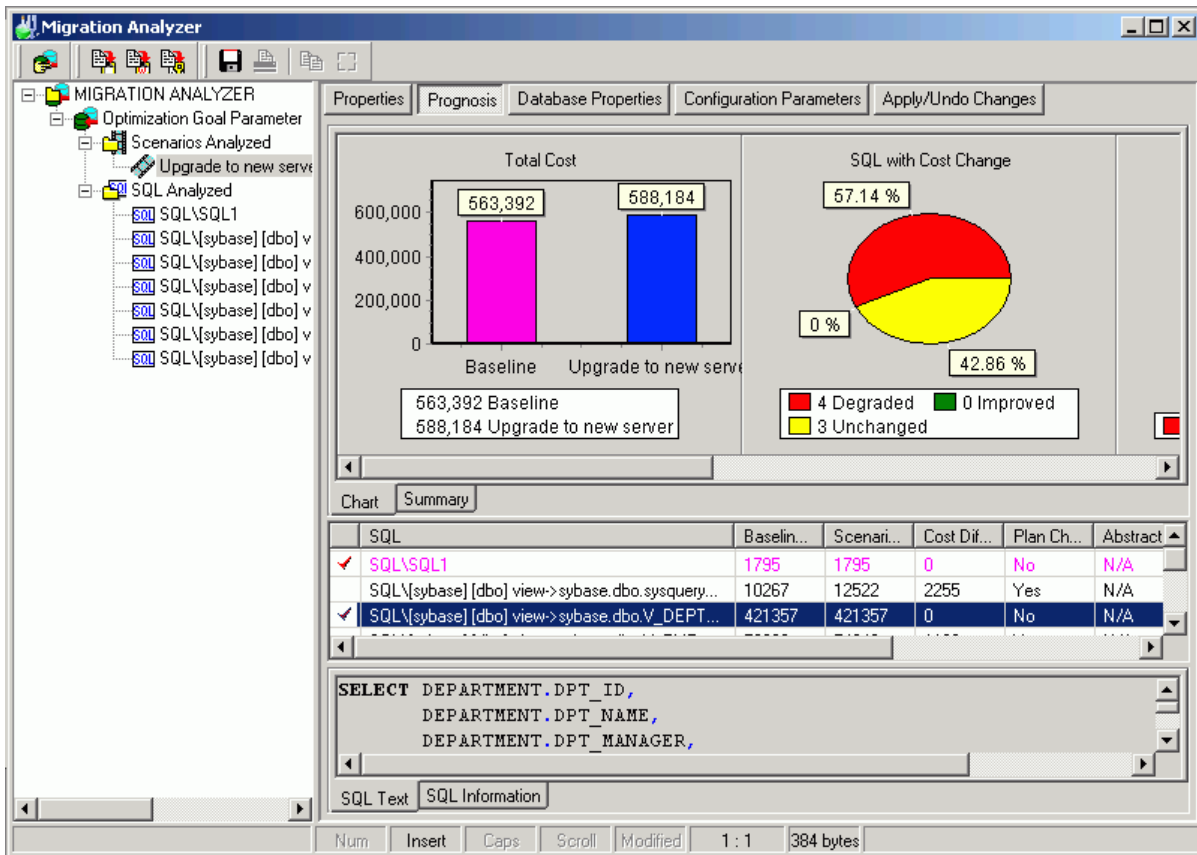 Migration Analyzer
MIGRATION ANALYZER
Optimization Goal Parameter
Scenarios Analyzed
Upgrade to new serve
SQL Analyzed
SQL SQL\SQL1
SQL SQL\[sybase] [dbo] v
SQL SQL\[sybase] [dbo] v
SQL SQL\[sybase] [dbo] v
SQL SQL\[sybase] [dbo] v
SQL SQL\[sybase] [dbo] v
SQL SQL\[sybase] [dbo] v
Properties Prognosis Database Properties Configuration Parameters Apply/Undo Changes
Total Cost
563,392 588,184
600,000
400,000
200,000
0
Baseline Upgrade to new serve
563,392 Baseline
588,184 Upgrade to new server
SQL with Cost Change
57.14 %
0 %
42.86 %
4 Degraded 0 Improved
3 Unchanged
Chart Summary
SQL Baselin... Scenari... Cost Dif... Plan Ch... Abstract
SQL\SQL1 1795 1795 0 No N/A
SQL\[sybase] [dbo] view->sybase.dbo.sysquery... 10267 12522 2255 Yes N/A
SQL\[sybase] [dbo] view->sybase.dbo.V_DEPT... 421357 421357 0 No N/A
SELECT DEPARTMENT.DPT_ID,
DEPARTMENT.DPT_NAME,
DEPARTMENT.DPT_MANAGER,
SQL Text SQL Information
Num Insert Caps Scroll Modified 1 : 1 384 bytes